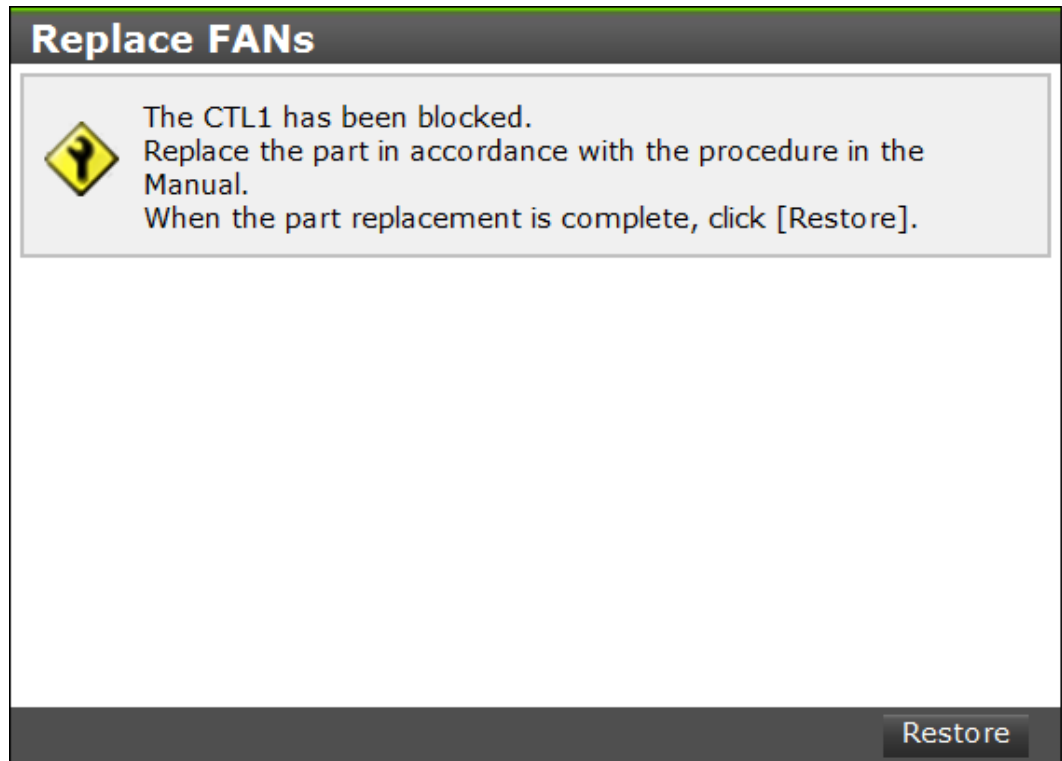 Replace FANs
The CTL1 has been blocked.
Replace the part in accordance with the procedure in the
Manual.
When the part replacement is complete, click [Restore].
Restore